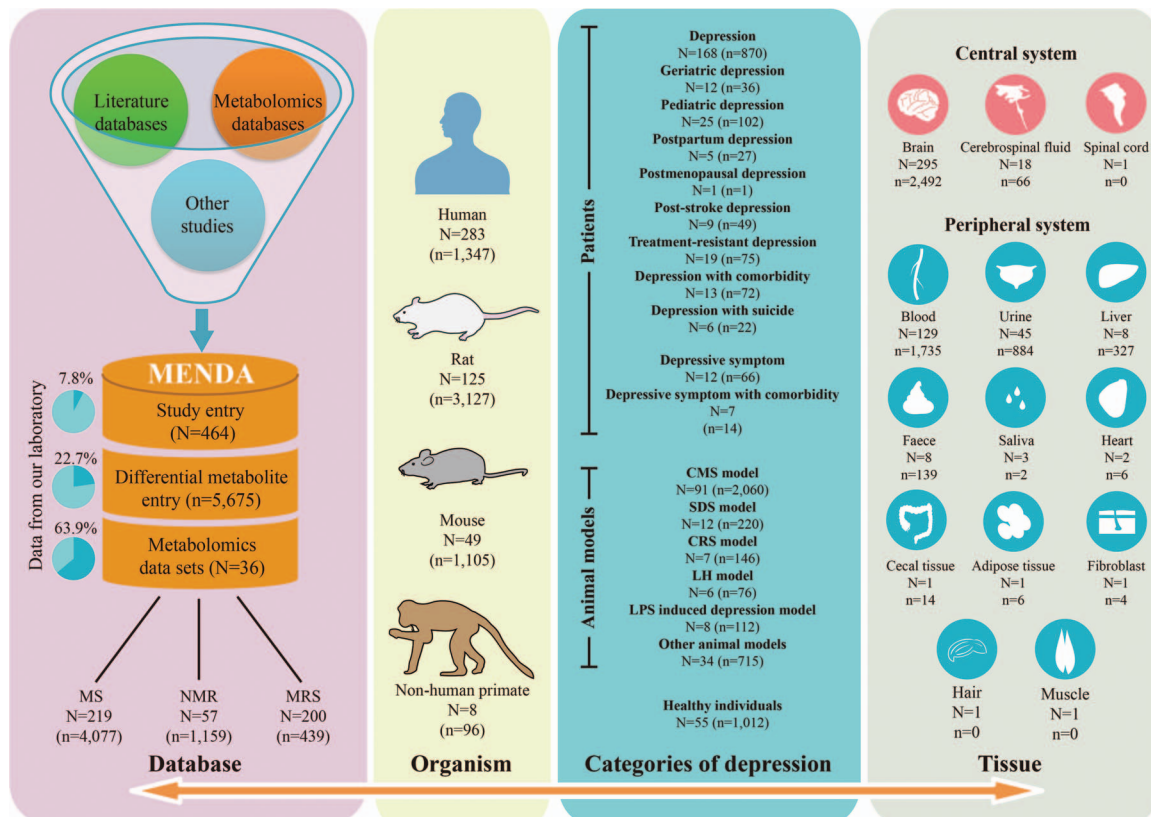 Literature
databases
Metabolomics
databases
Other
studies
Data from our laboratory
7.8%
22.7%
63.9%
MENDA
Study entry
(N=464)
Differential metabolite
entry (n=5,675)
Metabolomics
data sets (N=36)
MS
N=219
(n=4,077)
NMR
N=57
(n=1,159)
MRS
N=200
(n=439)
Database
Human
N=283
(n=1,347)
Rat
N=125
(n=3,127)
Mouse
N=49
(n=1,105)
Non-human primate
N=8
(n=96)
Organism
Patients
Depression
N=168 (n=870)
Geriatric depression
N=12 (n=36)
Pediatric depression
N=25 (n=102)
Postpartum depression
N=5 (n=27)
Postmenopausal depression
N=1 (n=1)
Post-stroke depression
N=9 (n=49)
Treatment-resistant depression
N=19 (n=75)
Depression with comorbidity
N=13 (n=72)
Depression with suicide
N=6 (n=22)
Depressive symptom
N=12 (n=66)
Depressive symptom with comorbidity
N=7
(n=14)
Animal models
CMS model
N=91 (n=2,060)
SDS model
N=12 (n=220)
CRS model
N=7 (n=146)
LH model
N=6 (n=76)
LPS induced depression model
N=8 (n=112)
Other animal models
N=34 (n=715)
Healthy individuals
N=55 (n=1,012)
Categories of depression
Central system
Brain
N=295
n=2,492
Cerebrospinal fluid
N=18
n=66
Spinal cord
N=1
n=0
Peripheral system
Blood
N=129
n=1,735
Urine
N=45
n=884
Liver
N=8
n=327
Faece
N=8
n=139
Saliva
N=3
n=2
Heart
N=2
n=6
Cecal tissue
N=1
n=14
Adipose tissue
N=1
n=6
Fibroblast
N=1
n=4
Hair
N=1
n=0
Muscle
N=1
n=0
Tissue